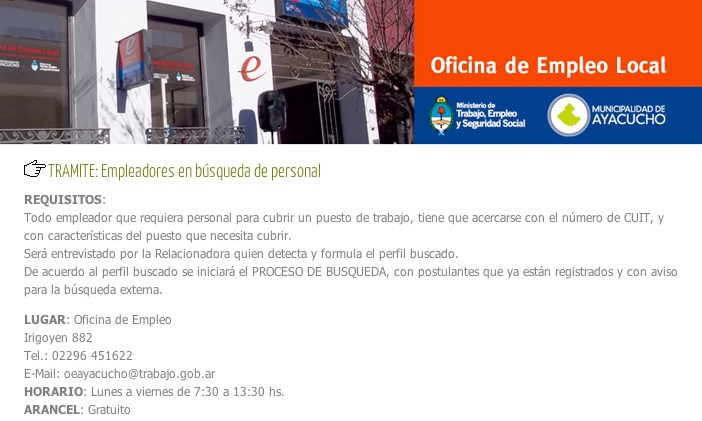 de Empleo Local
Oficina de Empleo Local
Ministerio de
Trabajo, Empleo
y Seguridad Social
MUNICIPALIDAD DE
AYACUCHO
TRAMITE: Empleadores en búsqueda de personal
REQUISITOS:
Todo empleador que requiera personal para cubrir un puesto de trabajo, tiene que acercarse con el número de CUIT, y
con características del puesto que necesita cubrir.
Será entrevistado por la Relacionadora quien detecta y formula el perfil buscado.
De acuerdo al perfil buscado se iniciará el PROCESO DE BUSQUEDA, con postulantes que ya están registrados y con aviso
para la búsqueda externa.
LUGAR: Oficina de Empleo
Irigoyen 882
Tel.: 02296 451622
E-Mail: oeayacucho@trabajo.gob.ar
HORARIO: Lunes a viernes de 7:30 a 13:30 hs.
ARANCEL: Gratuito